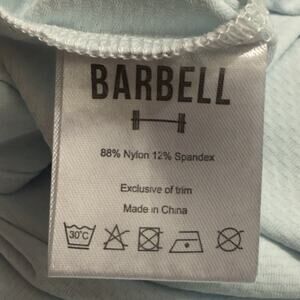 BARBELL
88% Nylon 12% Spandex
Exclusive of trim
Made in China
30°C